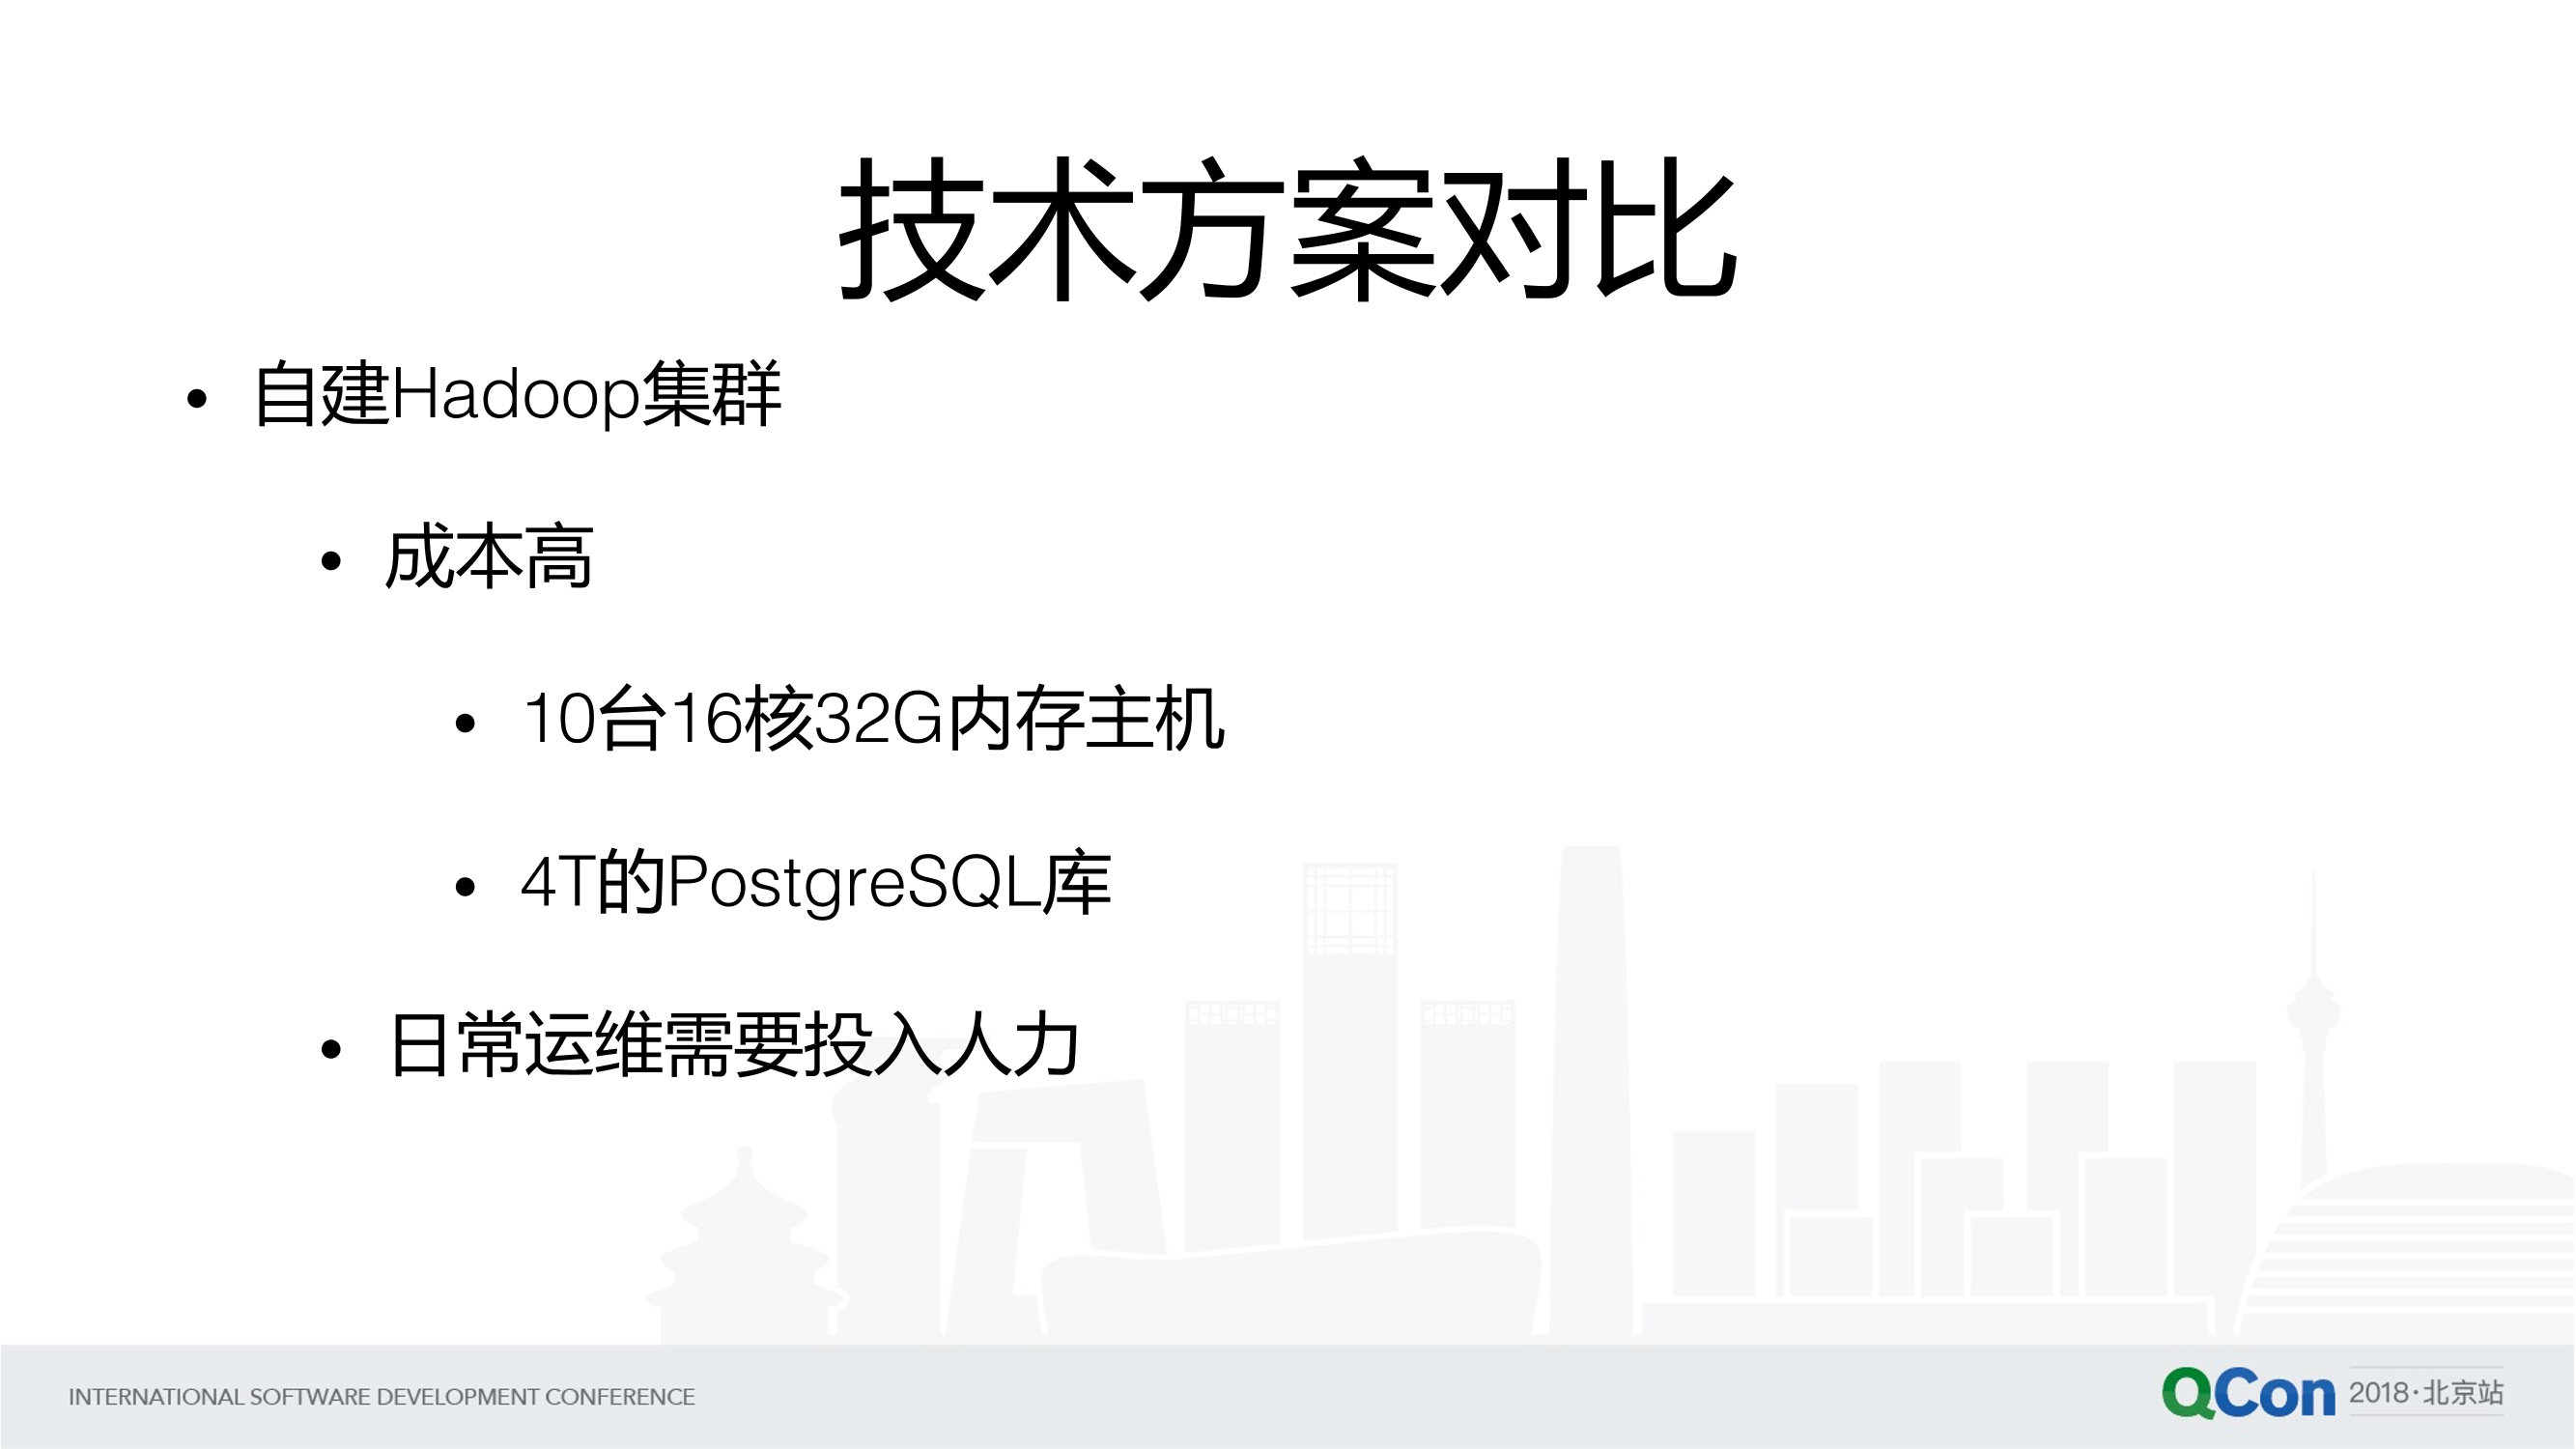 技术方案对比
• 自建Hadoop集群
• 成本高
• 10台16核32G内存主机
• 4T的PostgreSQL库
• 日常运维需要投入人力
INTERNATIONAL SOFTWARE DEVELOPMENT CONFERENCE
QCon 2018·北京站